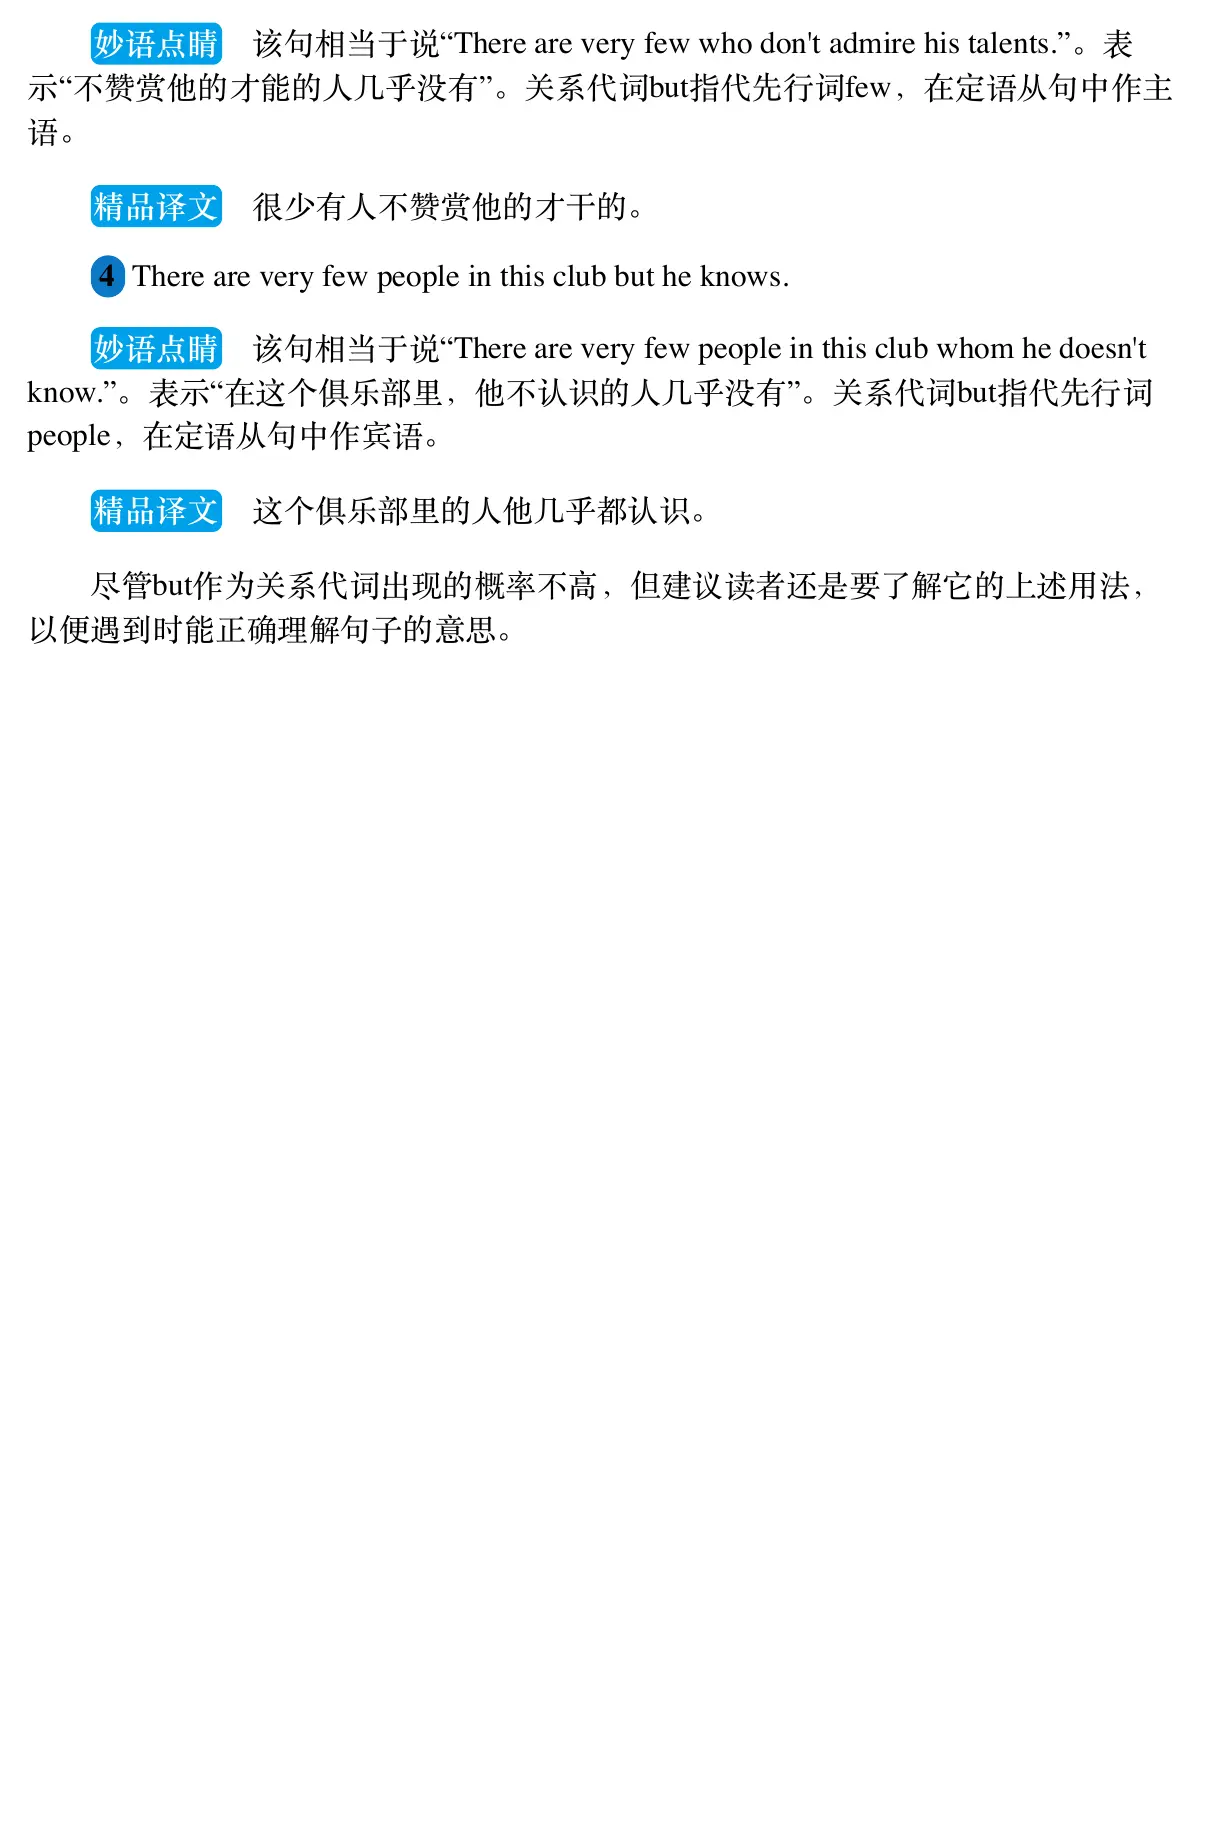 妙语点睛 该句相当于说“There are very few who don't admire his talents.”。表
示“不赞赏他的才能的人几乎没有”。关系代词but指代先行词few，在定语从句中作主
语。
精品译文 很少有人不赞赏他的才干的。
4 There are very few people in this club but he knows.
妙语点睛 该句相当于说“There are very few people in this club whom he doesn't
know.”。表示“在这个俱乐部里，他不认识的人几乎没有”。关系代词but指代先行词
people，在定语从句中作宾语。
精品译文 这个俱乐部里的人他几乎都认识。
尽管but作为关系代词出现的概率不高，但建议读者还是要了解它的上述用法，
以便遇到时能正确理解句子的意思。